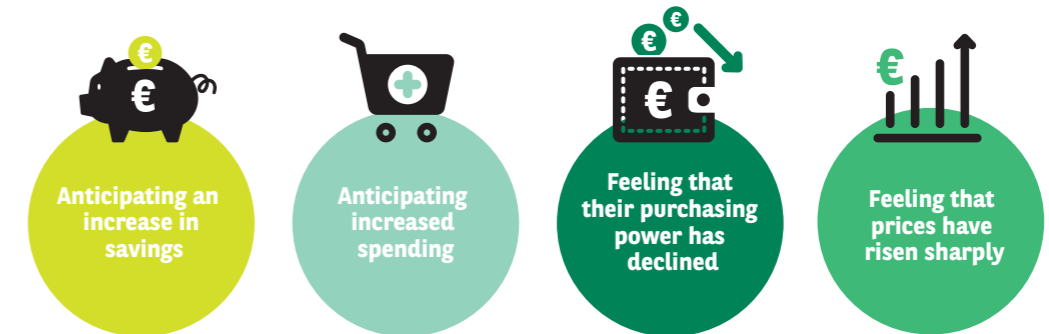 €
€
€
€
€
€
Anticipating an
increase in
savings
Anticipating
increased
spending
Feeling that
their purchasing
power has
declined
Feeling that
prices have
risen sharply